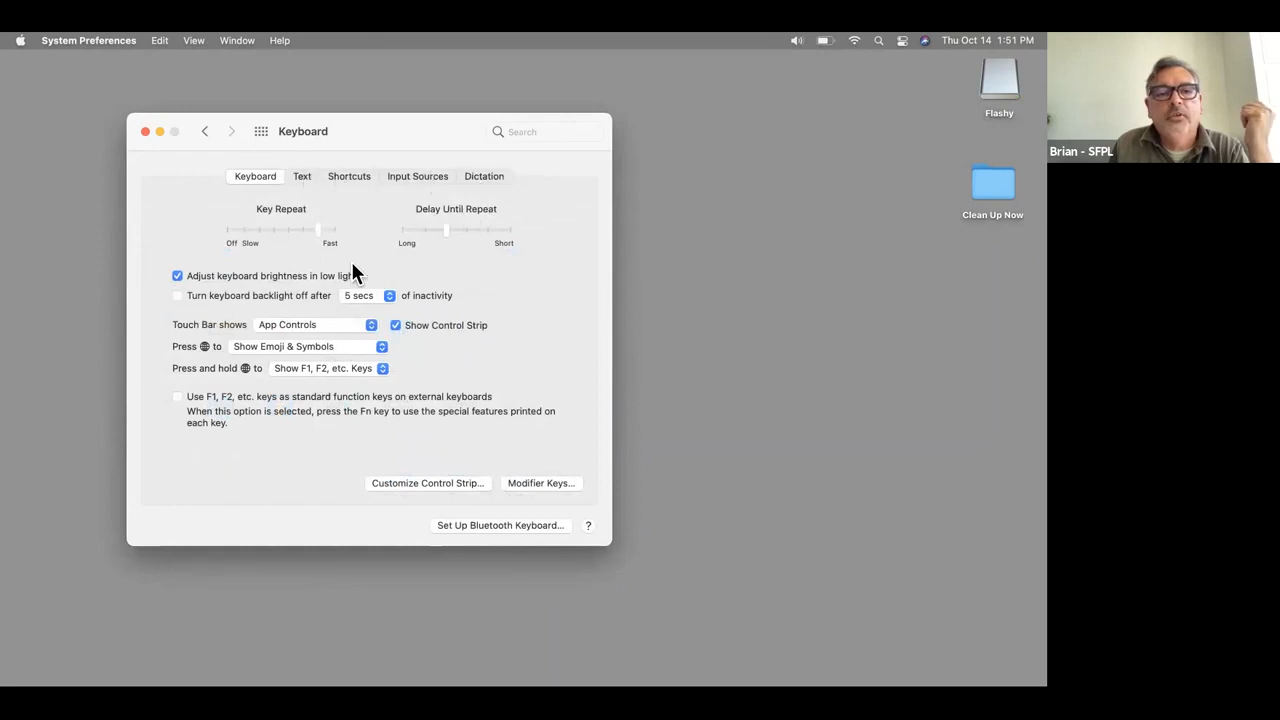 System Preferences Edit View Window Help Thu Oct 14 1:51 PM
Flashy
Clean Up Now
Brian - SFPL
Keyboard Search
Keyboard Text Shortcuts Input Sources Dictation
Key Repeat Delay Until Repeat
Off Slow Fast Long Short
Adjust keyboard brightness in low
Turn keyboard backlight off after 5 secs of inactivity
Touch Bar shows App Controls Show Control Strip
Press to Show Emoji & Symbols
Press and hold to Show F1, F2, etc. Keys
Use F1, F2, etc. keys as standard function keys on external keyboards
When this option is selected, press the Fn key to use the special features printed on
each key.
Customize Control Strip... Modifier Keys...
Set Up Bluetooth Keyboard... ?